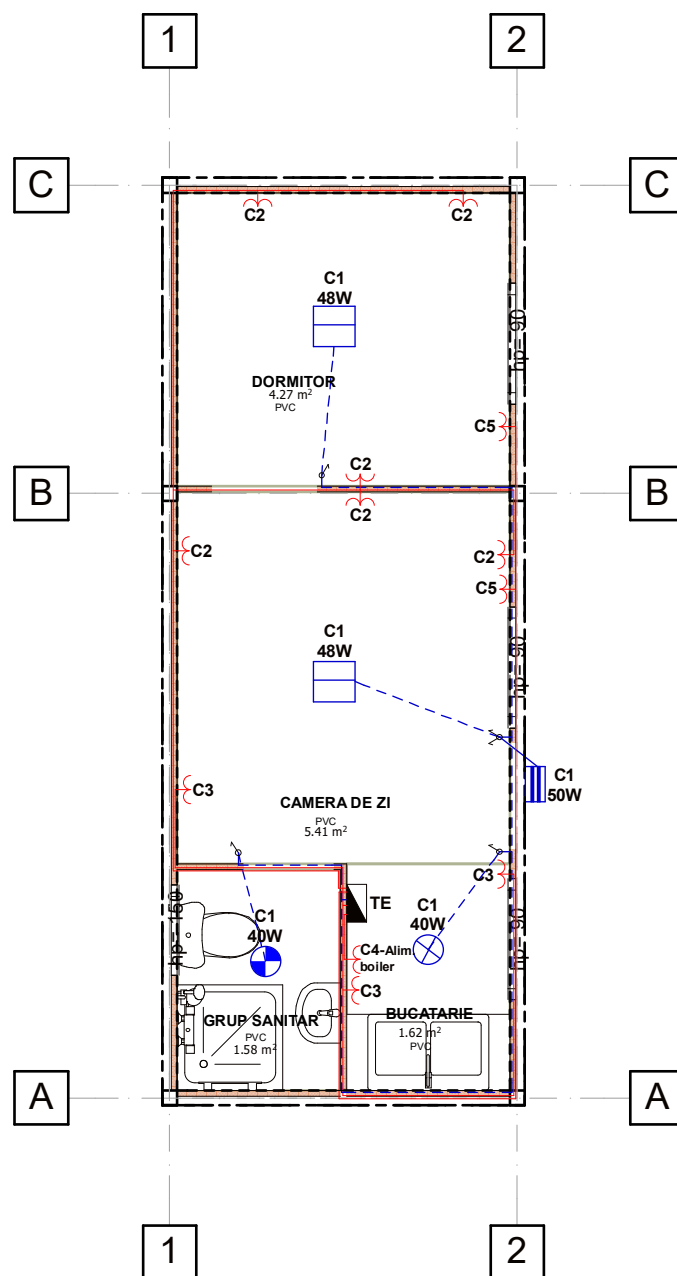 1
2
C
C
C2
C2
C1
48W
hp= 90
DORMITOR
4.27 m²
PVC
C5
C2
B
B
C2
C2
C2
C5
C1
48W
hp= 90
C1
50W
C3
CAMERA DE ZI
PVC
5.41 m²
C3
TE
hp= 150
C1
40W
C1
40W
hp= 90
C4-Alim.
boiler
C3
GRUP SANITAR
PVC
1.58 m²
BUCATARIE
1.62 m²
PVC
A
A
1
2